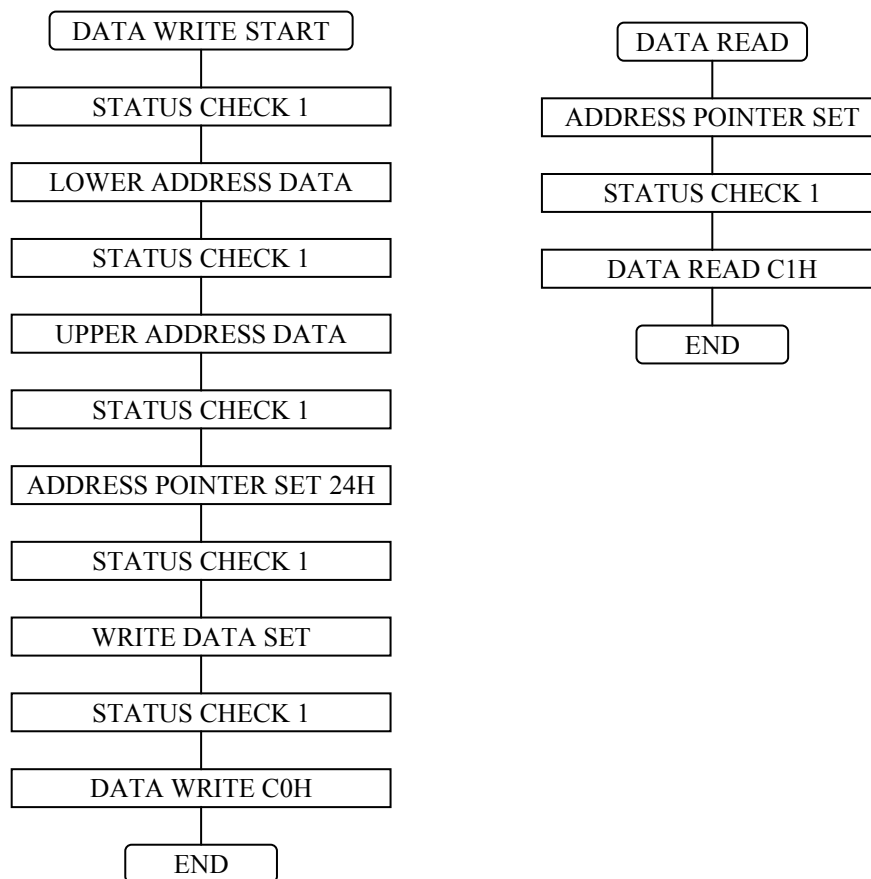 DATA WRITE START
STATUS CHECK 1
LOWER ADDRESS DATA
STATUS CHECK 1
UPPER ADDRESS DATA
STATUS CHECK 1
ADDRESS POINTER SET 24H
STATUS CHECK 1
WRITE DATA SET
STATUS CHECK 1
DATA WRITE C0H
END
DATA READ
ADDRESS POINTER SET
STATUS CHECK 1
DATA READ C1H
END